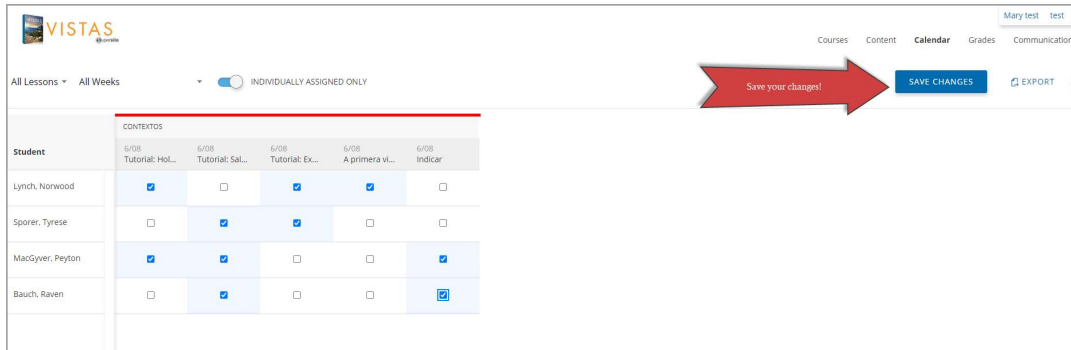 VISTAS
Mary test test
Courses Content Calendar Grades Communication
All Lessons All Weeks INDIVIDUALLY ASSIGNED ONLY
Save your changes!
SAVE CHANGES
EXPORT
CONTEXTOS
Student
6/08 6/08 6/08 6/08 6/08
Tutorial: Hol... Tutorial: Sal... Tutorial: Ex... A primera vi... Indicar
Lynch, Norwood
Sporer, Tyrese
MacGyver, Peyton
Bauch, Raven